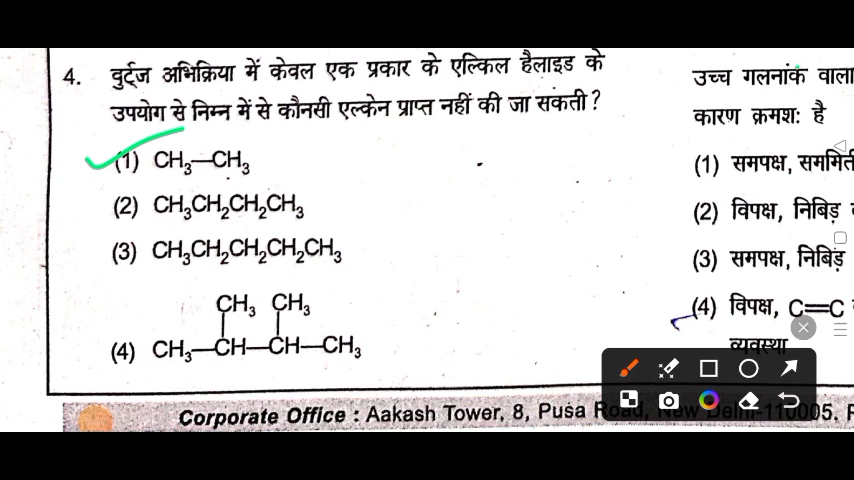 4. वुर्ट्ज अभिक्रिया में केवल एक प्रकार के एल्किल हैलाइड के
उपयोग से निम्न में से कौनसी एल्केन प्राप्त नहीं की जा सकती ?
(1) CH₃—CH₃
(2) CH₃CH₂CH₂CH₃
(3) CH₃CH₂CH₂CH₂CH₃
CH₃ CH₃
(4) CH₃—CH—CH—CH₃
उच्च गलनांक वाला
कारण क्रमश: है
(1) समपक्ष, सममिती
(2) विपक्ष, निबिड़
(3) समपक्ष, निबिड़
(4) विपक्ष, C=C
व्यवस्था
Corporate Office : Aakash Tower, 8, Pusa Road, New Delhi-110005.